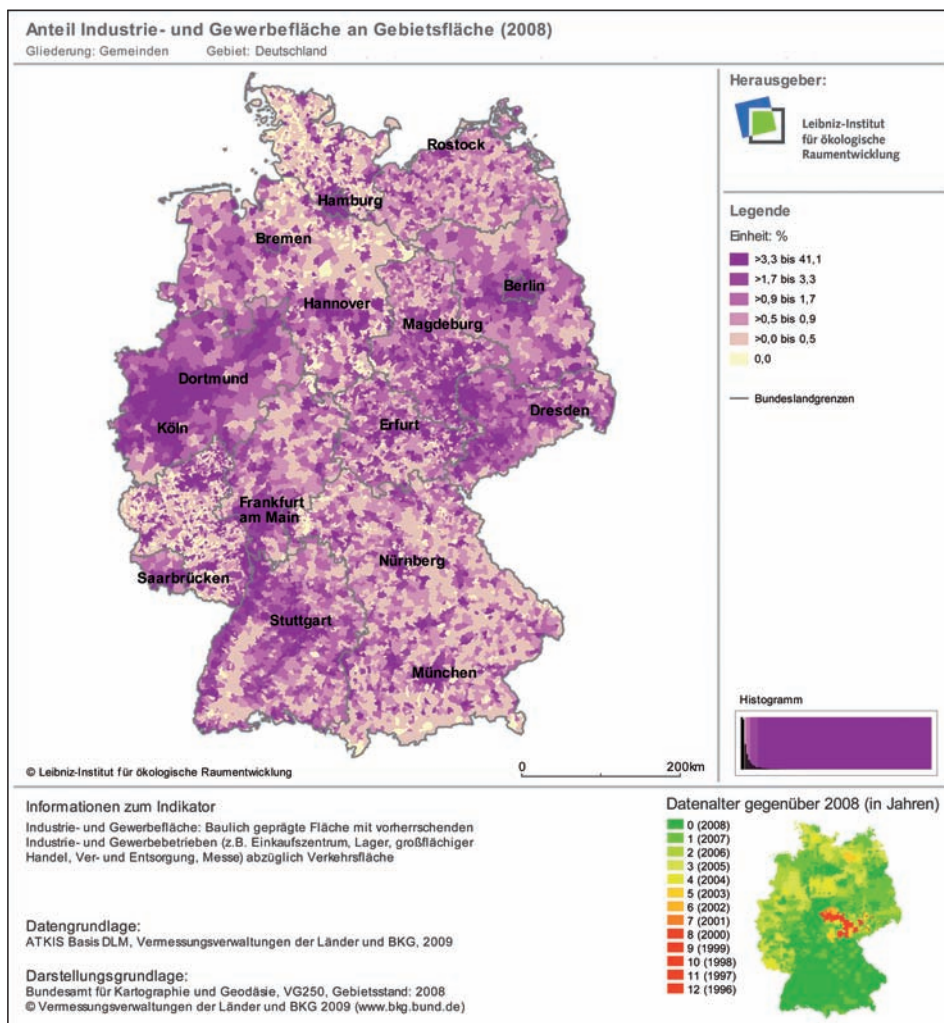 Anteil Industrie- und Gewerbefläche an Gebietsfläche (2008)
Gliederung: Gemeinden Gebiet: Deutschland
Herausgeber:
Leibniz-Institut
für ökologische
Raumentwicklung
Legende
Einheit: %
>3,3 bis 41,1
>1,7 bis 3,3
>0,9 bis 1,7
>0,5 bis 0,9
>0,0 bis 0,5
0,0
Bundeslandgrenzen
Rostock
Hamburg
Bremen
Berlin
Hannover
Magdeburg
Dortmund
Dresden
Köln
Erfurt
Frankfurt
am Main
Nürnberg
Saarbrücken
Stuttgart
München
Histogramm
© Leibniz-Institut für ökologische Raumentwicklung
0 200km
Informationen zum Indikator
Industrie- und Gewerbefläche: Baulich geprägte Fläche mit vorherrschenden
Industrie- und Gewerbebetrieben (z.B. Einkaufszentrum, Lager, großflächiger
Handel, Ver- und Entsorgung, Messe) abzüglich Verkehrsfläche
Datengrundlage:
ATKIS Basis DLM, Vermessungsverwaltungen der Länder und BKG, 2009
Darstellungsgrundlage:
Bundesamt für Kartographie und Geodäsie, VG250, Gebietsstand: 2008
© Vermessungsverwaltungen der Länder und BKG 2009 (www.bkg.bund.de)
Datenalter gegenüber 2008 (in Jahren)
0 (2008)
1 (2007)
2 (2006)
3 (2005)
4 (2004)
5 (2003)
6 (2002)
7 (2001)
8 (2000)
9 (1999)
10 (1998)
11 (1997)
12 (1996)